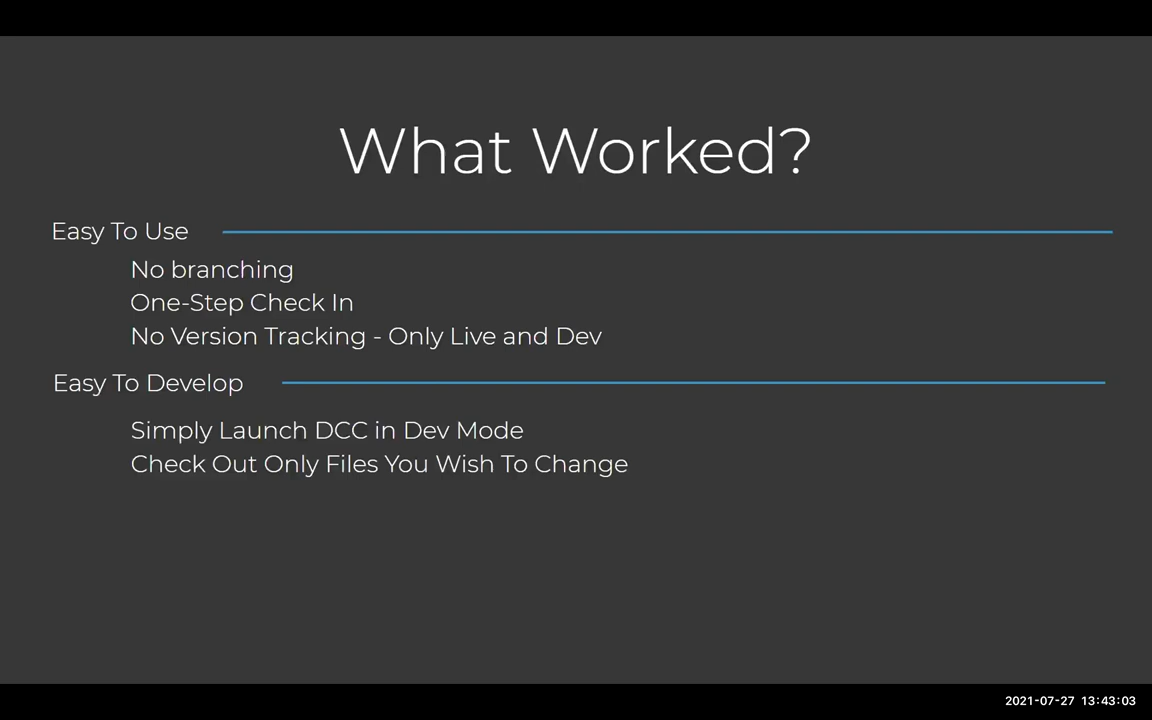 What Worked?
Easy To Use
No branching
One-Step Check In
No Version Tracking - Only Live and Dev
Easy To Develop
Simply Launch DCC in Dev Mode
Check Out Only Files You Wish To Change
2021-07-27 13:43:03